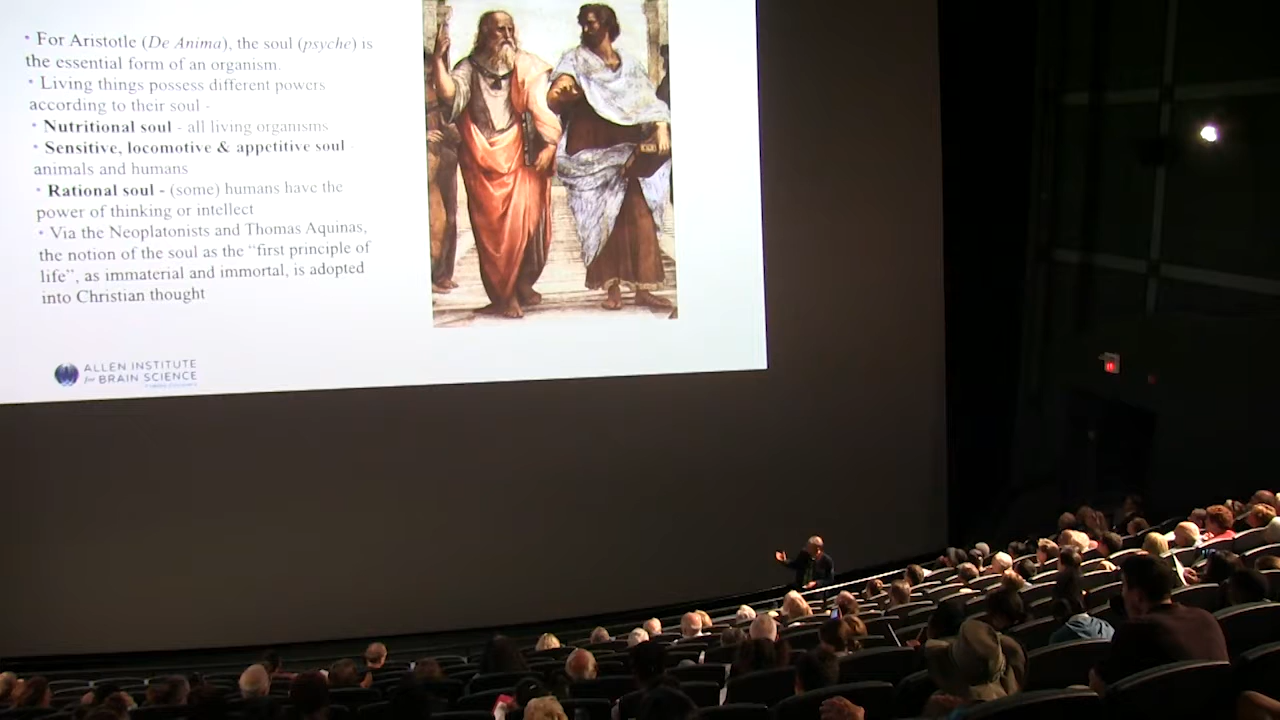 • For Aristotle (De Anima), the soul (psyche) is
the essential form of an organism.
• Living things possess different powers
according to their soul -
• Nutritional soul - all living organisms
• Sensitive, locomotive & appetitive soul -
animals and humans
• Rational soul - (some) humans have the
power of thinking or intellect
• Via the Neoplatonists and Thomas Aquinas,
the notion of the soul as the “first principle of
life”, as immaterial and immortal, is adopted
into Christian thought
ALLEN INSTITUTE
for BRAIN SCIENCE